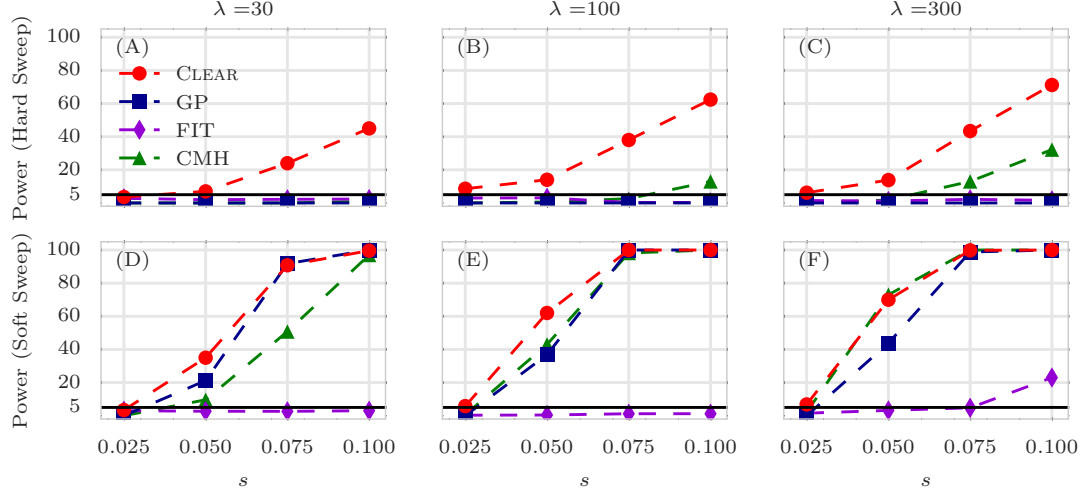 λ =30
λ =100
λ =300
Power (Hard Sweep)
100
80
60
40
20
5
(A)
CLEAR
GP
FIT
CMH
(B)
(C)
Power (Soft Sweep)
100
80
60
40
20
5
(D)
(E)
(F)
0.025 0.050 0.075 0.100
0.025 0.050 0.075 0.100
0.025 0.050 0.075 0.100
s
s
s